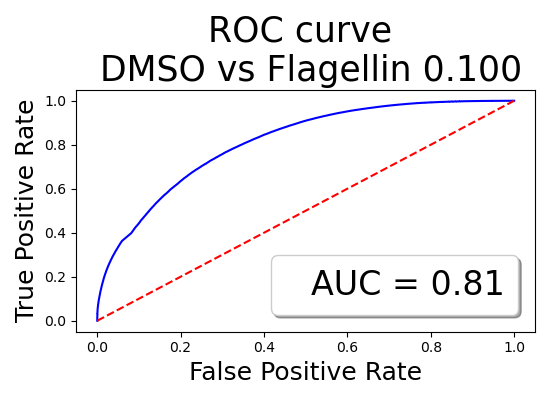 ROC curve
DMSO vs Flagellin 0.100
True Positive Rate
1.0
0.8
0.6
0.4
0.2
0.0
AUC = 0.81
0.0 0.2 0.4 0.6 0.8 1.0
False Positive Rate